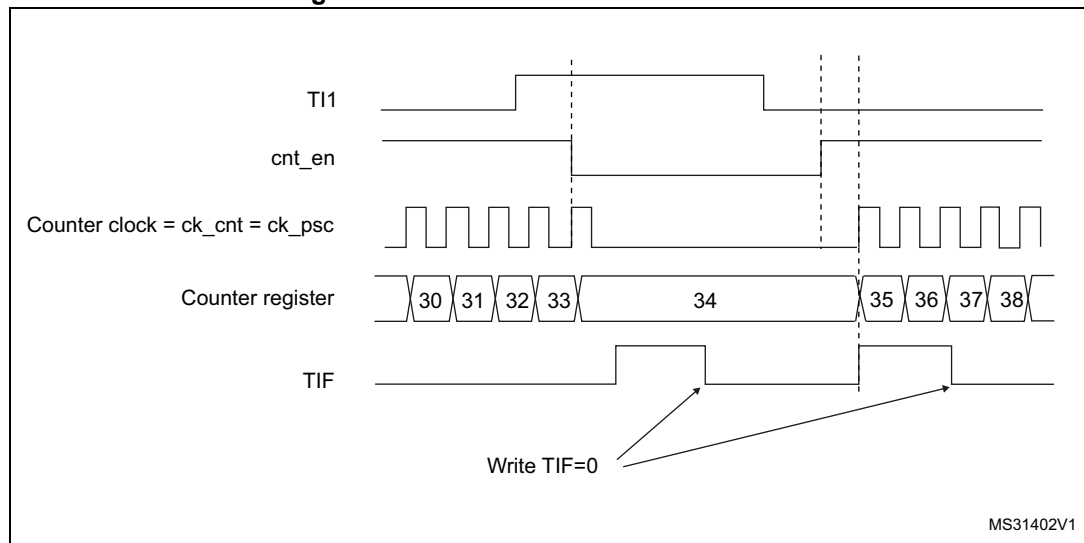 TI1
cnt_en
Counter clock = ck_cnt = ck_psc
Counter register
30 31 32 33 34 35 36 37 38
TIF
Write TIF=0
MS31402V1